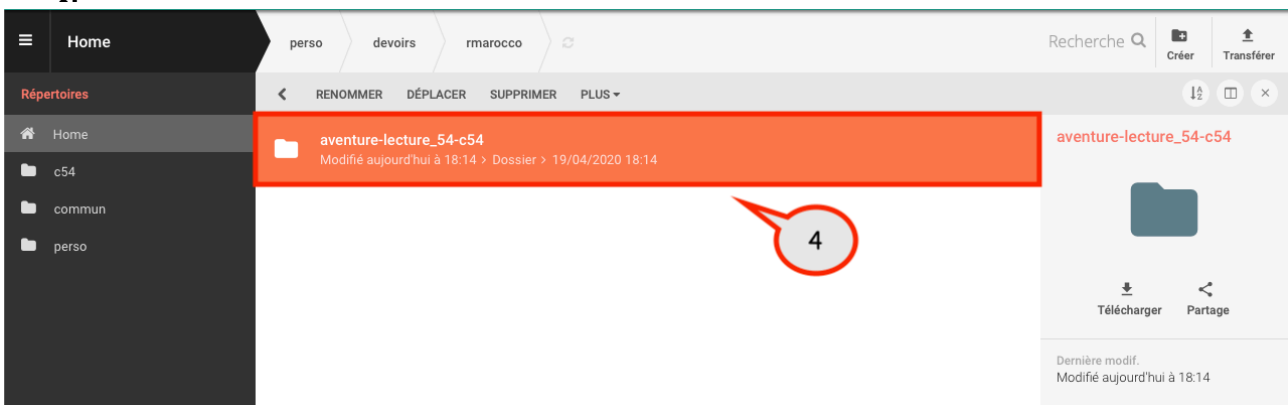 Home
perso devoirs rmarocco
Recherche
Créer
Transférer
Répertoires
RENOMMER DÉPLACER SUPPRIMER PLUS
Home
c54
commun
perso
aventure-lecture_54-c54
Modifié aujourd'hui à 18:14 > Dossier > 19/04/2020 18:14
4
aventure-lecture_54-c54
Télécharger Partage
Dernière modif.
Modifié aujourd'hui à 18:14